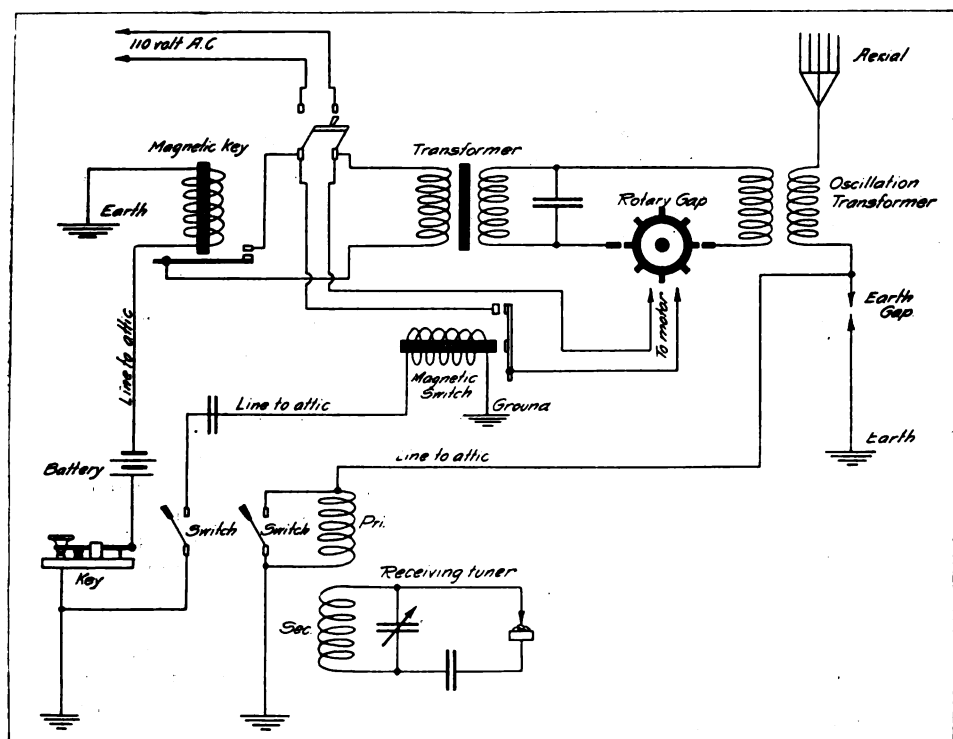 110 volt A.C
Aerial
Magnetic Key
Transformer
Oscillation
Transformer
Rotary Gap
Earth
Earth
Gap
To motor
Line to attic
Magnetic
Switch
Ground
Line to attic
Line to attic
Earth
Battery
Switch
Switch
Pri.
Key
Receiving tuner
Sec.